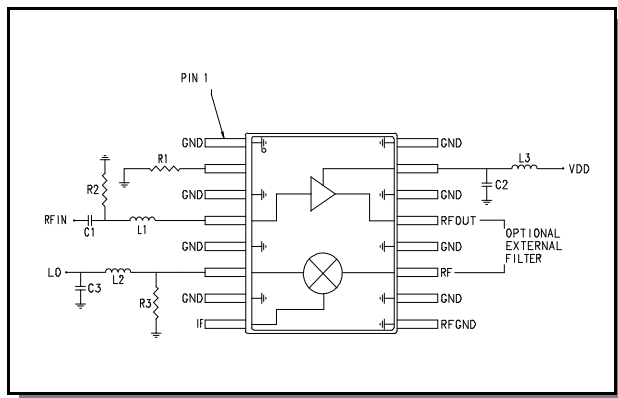 PIN 1
GND
GND
R1
L3
VDD
R2
GND
GND
C2
RFIN
C1
L1
RFOUT
OPTIONAL
EXTERNAL
FILTER
GND
GND
LO
L2
RF
C3
R3
GND
GND
IF
RFGND